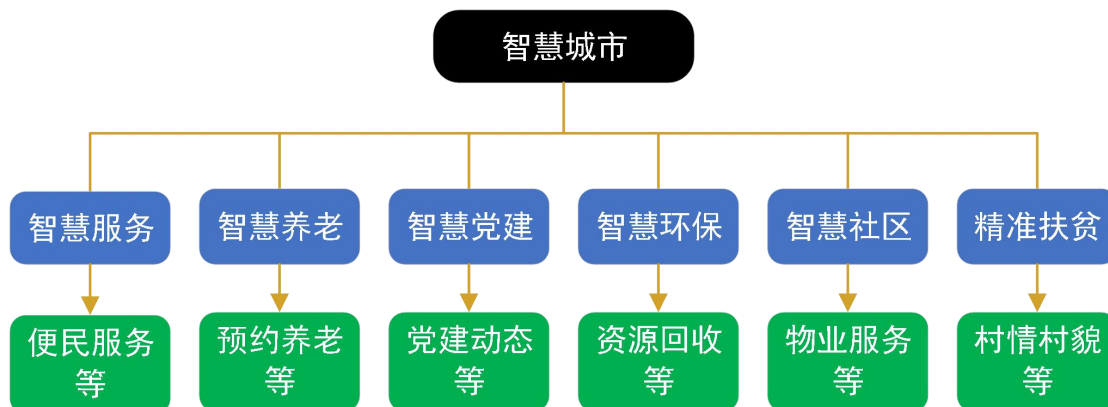 智慧城市
智慧服务
智慧养老
智慧党建
智慧环保
智慧社区
精准扶贫
便民服务
等
预约养老
等
党建动态
等
资源回收
等
物业服务
等
村情村貌
等